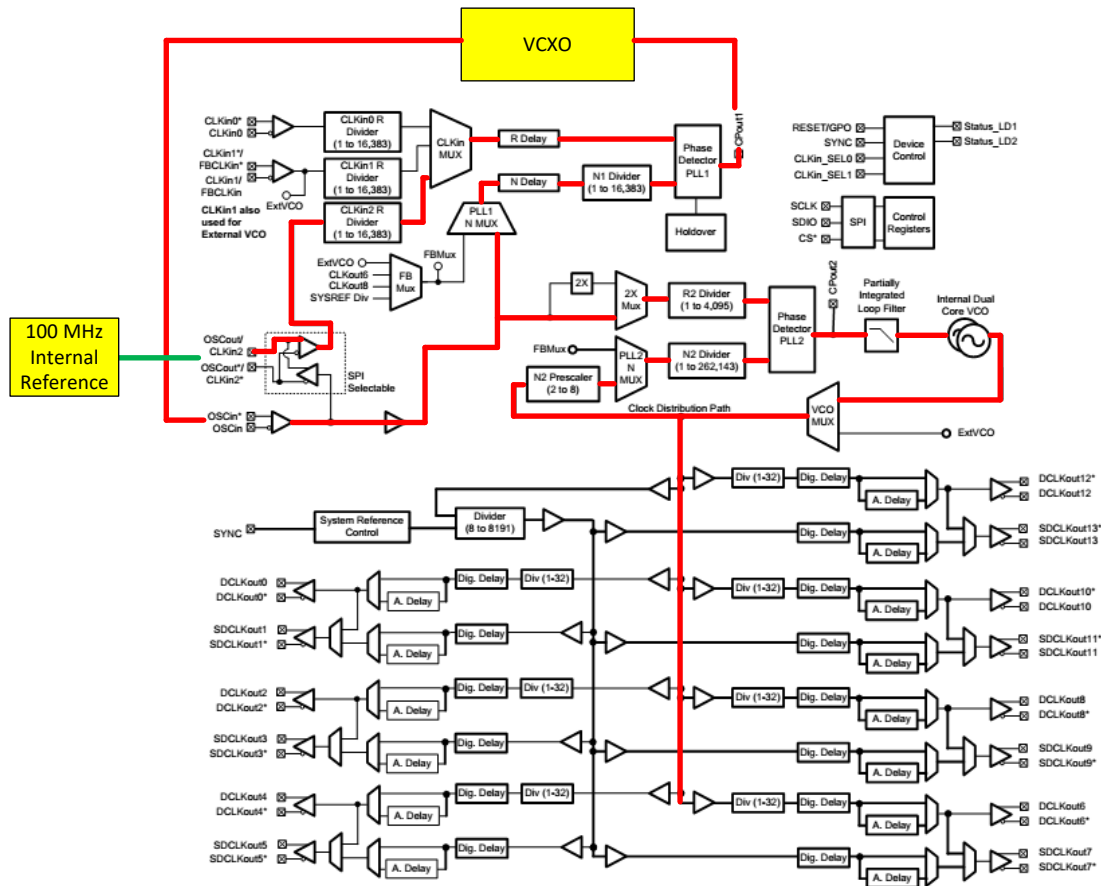 VCXO
CLKin0*
CLKin0
CLKin0 R
Divider
(1 to 16,383)
CLKin1*/
FBCLKin*
CLKin1/
FBCLKin
CLKin1 R
Divider
(1 to 16,383)
ExtVCO
CLKin1 also
used for
External VCO
CLKin2 R
Divider
(1 to 16,383)
CLKin
MUX
R Delay
N Delay
N1 Divider
(1 to 16,383)
Phase
Detector
PLL1
CPout1
Holdover
PLL1
N MUX
RESET/GPO
SYNC
CLKin_SEL0
CLKin_SEL1
Device
Control
Status_LD1
Status_LD2
SCLK
SDIO
CS*
SPI
Control
Registers
ExtVCO
CLKout6
CLKout8
SYSREF Div
FB
Mux
FBMux
100 MHz
Internal
Reference
OSCout/
CLKin2
OSCout*/
CLKin2*
SPI
Selectable
OSCin*
OSCin
2X
2X
Mux
R2 Divider
(1 to 4,095)
Phase
Detector
PLL2
CPout2
Partially
Integrated
Loop Filter
Internal Dual
Core VCO
FBMux
PLL2
N
MUX
N2 Divider
(1 to 262,143)
N2 Prescaler
(2 to 8)
Clock Distribution Path
VCO
MUX
ExtVCO
Div (1-32)
Dig. Delay
A. Delay
DCLKout12*
DCLKout12
SYNC
System Reference
Control
Divider
(8 to 8191)
Dig. Delay
A. Delay
SDCLKout13*
SDCLKout13
DCLKout0
DCLKout0*
A. Delay
Dig. Delay
Div (1-32)
Div (1-32)
Dig. Delay
A. Delay
DCLKout10*
DCLKout10
SDCLKout1
SDCLKout1*
A. Delay
Dig. Delay
Dig. Delay
A. Delay
SDCLKout11*
SDCLKout11
DCLKout2
DCLKout2*
A. Delay
Dig. Delay
Div (1-32)
Div (1-32)
Dig. Delay
A. Delay
DCLKout8
DCLKout8*
SDCLKout3
SDCLKout3*
A. Delay
Dig. Delay
Dig. Delay
A. Delay
SDCLKout9
SDCLKout9*
DCLKout4
DCLKout4*
A. Delay
Dig. Delay
Div (1-32)
Div (1-32)
Dig. Delay
A. Delay
DCLKout6
DCLKout6*
SDCLKout5
SDCLKout5*
A. Delay
Dig. Delay
Dig. Delay
A. Delay
SDCLKout7
SDCLKout7*